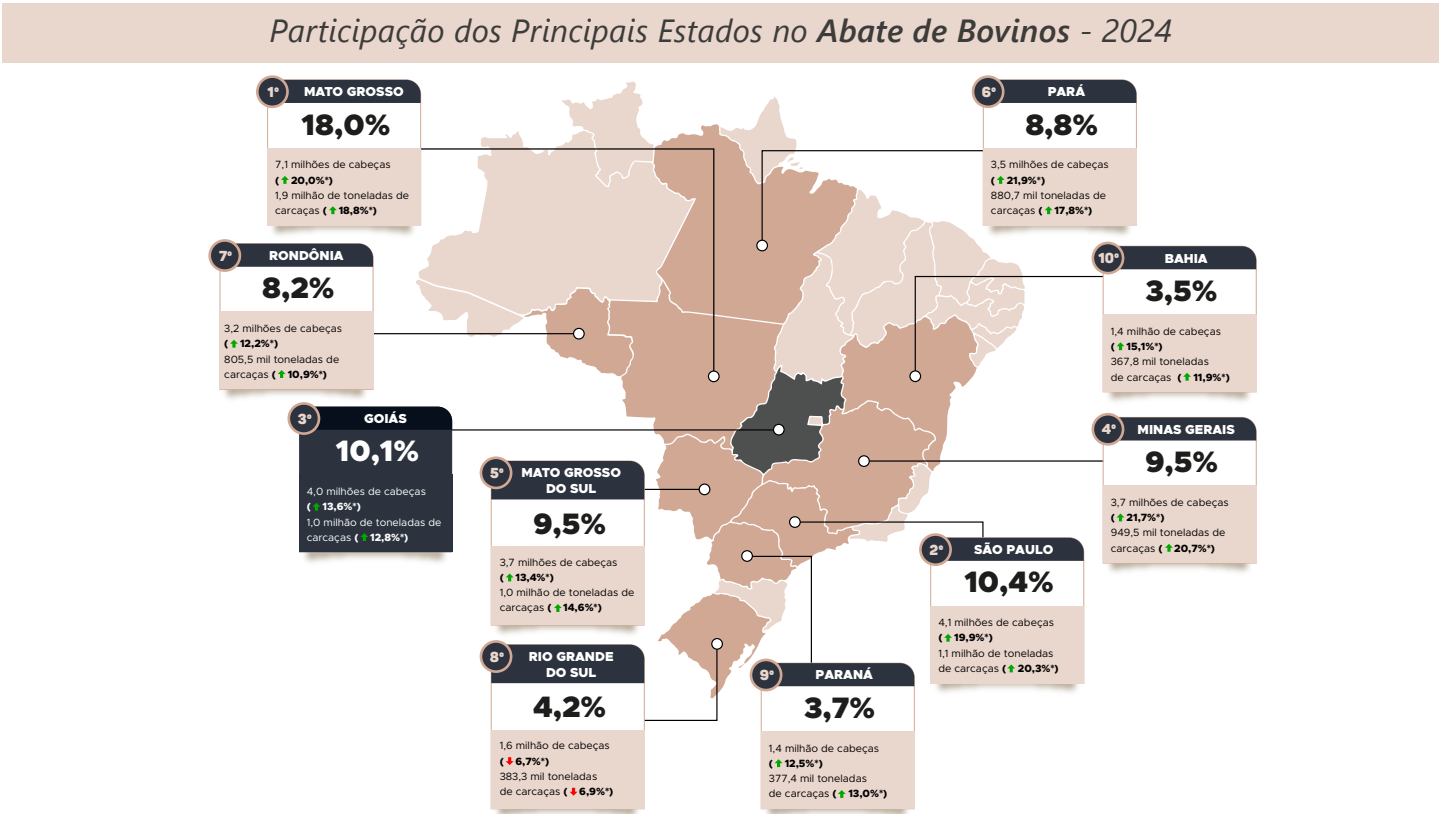 Participação dos Principais Estados no Abate de Bovinos - 2024
1º MATO GROSSO
18,0%
7,1 milhões de cabeças
(⬆20,0%*)
1,9 milhão de toneladas de
carcaças (⬆18,8%*)
6º PARÁ
8,8%
3,5 milhões de cabeças
(⬆21,9%*)
880,7 mil toneladas de
carcaças (⬆17,8%*)
7º RONDÔNIA
8,2%
3,2 milhões de cabeças
(⬆12,2%*)
805,5 mil toneladas de
carcaças (⬆10,9%*)
10º BAHIA
3,5%
1,4 milhão de cabeças
(⬆15,1%*)
367,8 mil toneladas
de carcaças (⬆11,9%*)
3º GOIÁS
10,1%
4,0 milhões de cabeças
(⬆13,6%*)
1,0 milhão de toneladas de
carcaças (⬆12,8%*)
4º MINAS GERAIS
9,5%
3,7 milhões de cabeças
(⬆21,7%*)
949,5 mil toneladas de
carcaças (⬆20,7%*)
5º MATO GROSSO
DO SUL
9,5%
3,7 milhões de cabeças
(⬆13,4%*)
1,0 milhão de toneladas de
carcaças (⬆14,6%*)
2º SÃO PAULO
10,4%
4,1 milhões de cabeças
(⬆19,9%*)
1,1 milhão de toneladas
de carcaças (⬆20,3%*)
8º RIO GRANDE
DO SUL
4,2%
1,6 milhão de cabeças
(⬇6,7%*)
383,3 mil toneladas
de carcaças (⬇6,9%*)
9º PARANÁ
3,7%
1,4 milhão de cabeças
(⬆12,5%*)
377,4 mil toneladas
de carcaças (⬆13,0%*)